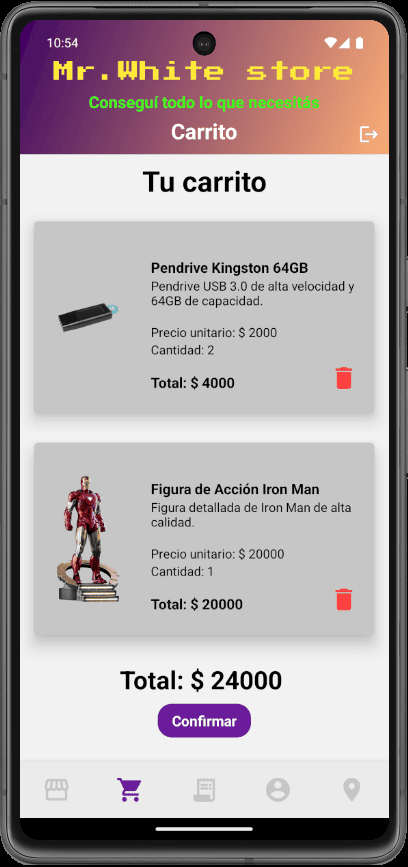 10:54
Mr.White store
Conseguí todo lo que necesitás
Carrito
Tu carrito
Pendrive Kingston 64GB
Pendrive USB 3.0 de alta velocidad y
64GB de capacidad.
Precio unitario: $ 2000
Cantidad: 2
Total: $ 4000
Figura de Acción Iron Man
Figura detallada de Iron Man de alta
calidad.
Precio unitario: $ 20000
Cantidad: 1
Total: $ 20000
Total: $ 24000
Confirmar